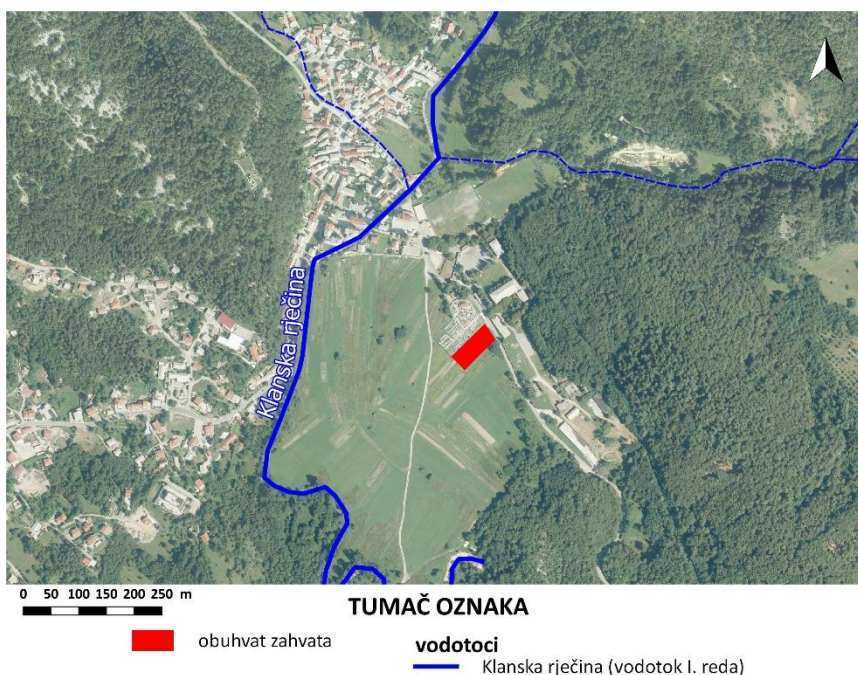 Klanska rječina
0 50 100 150 200 250 m
TUMAČ OZNAKA
obuhvat zahvata
vodotoci
Klanska rječina (vodotok I. reda)